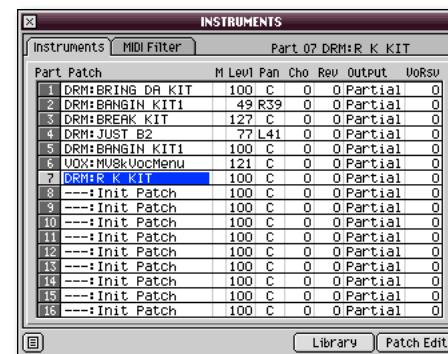 INSTRUMENTS
Instruments MIDI Filter Part 07 DRM:R K KIT
Part Patch M Levl Pan Cho Rev Output VoRsv
1 DRM:BRING DA KIT 100 C 0 0 Partial 0
2 DRM:BANGIN KIT1 49 R39 0 0 Partial 0
3 DRM:BREAK KIT 127 C 0 0 Partial 0
4 DRM:JUST B2 77 L41 0 0 Partial 0
5 DRM:BANGIN KIT1 100 C 0 0 Partial 0
6 VOX:MV8kVocMenu 121 C 0 0 Partial 0
7 DRM:R K KIT 100 C 0 0 Partial 0
8 ---:Init Patch 100 C 0 0 Partial 0
9 ---:Init Patch 100 C 0 0 Partial 0
10 ---:Init Patch 100 C 0 0 Partial 0
11 ---:Init Patch 100 C 0 0 Partial 0
12 ---:Init Patch 100 C 0 0 Partial 0
13 ---:Init Patch 100 C 0 0 Partial 0
14 ---:Init Patch 100 C 0 0 Partial 0
15 ---:Init Patch 100 C 0 0 Partial 0
16 ---:Init Patch 100 C 0 0 Partial 0
Library Patch Edit